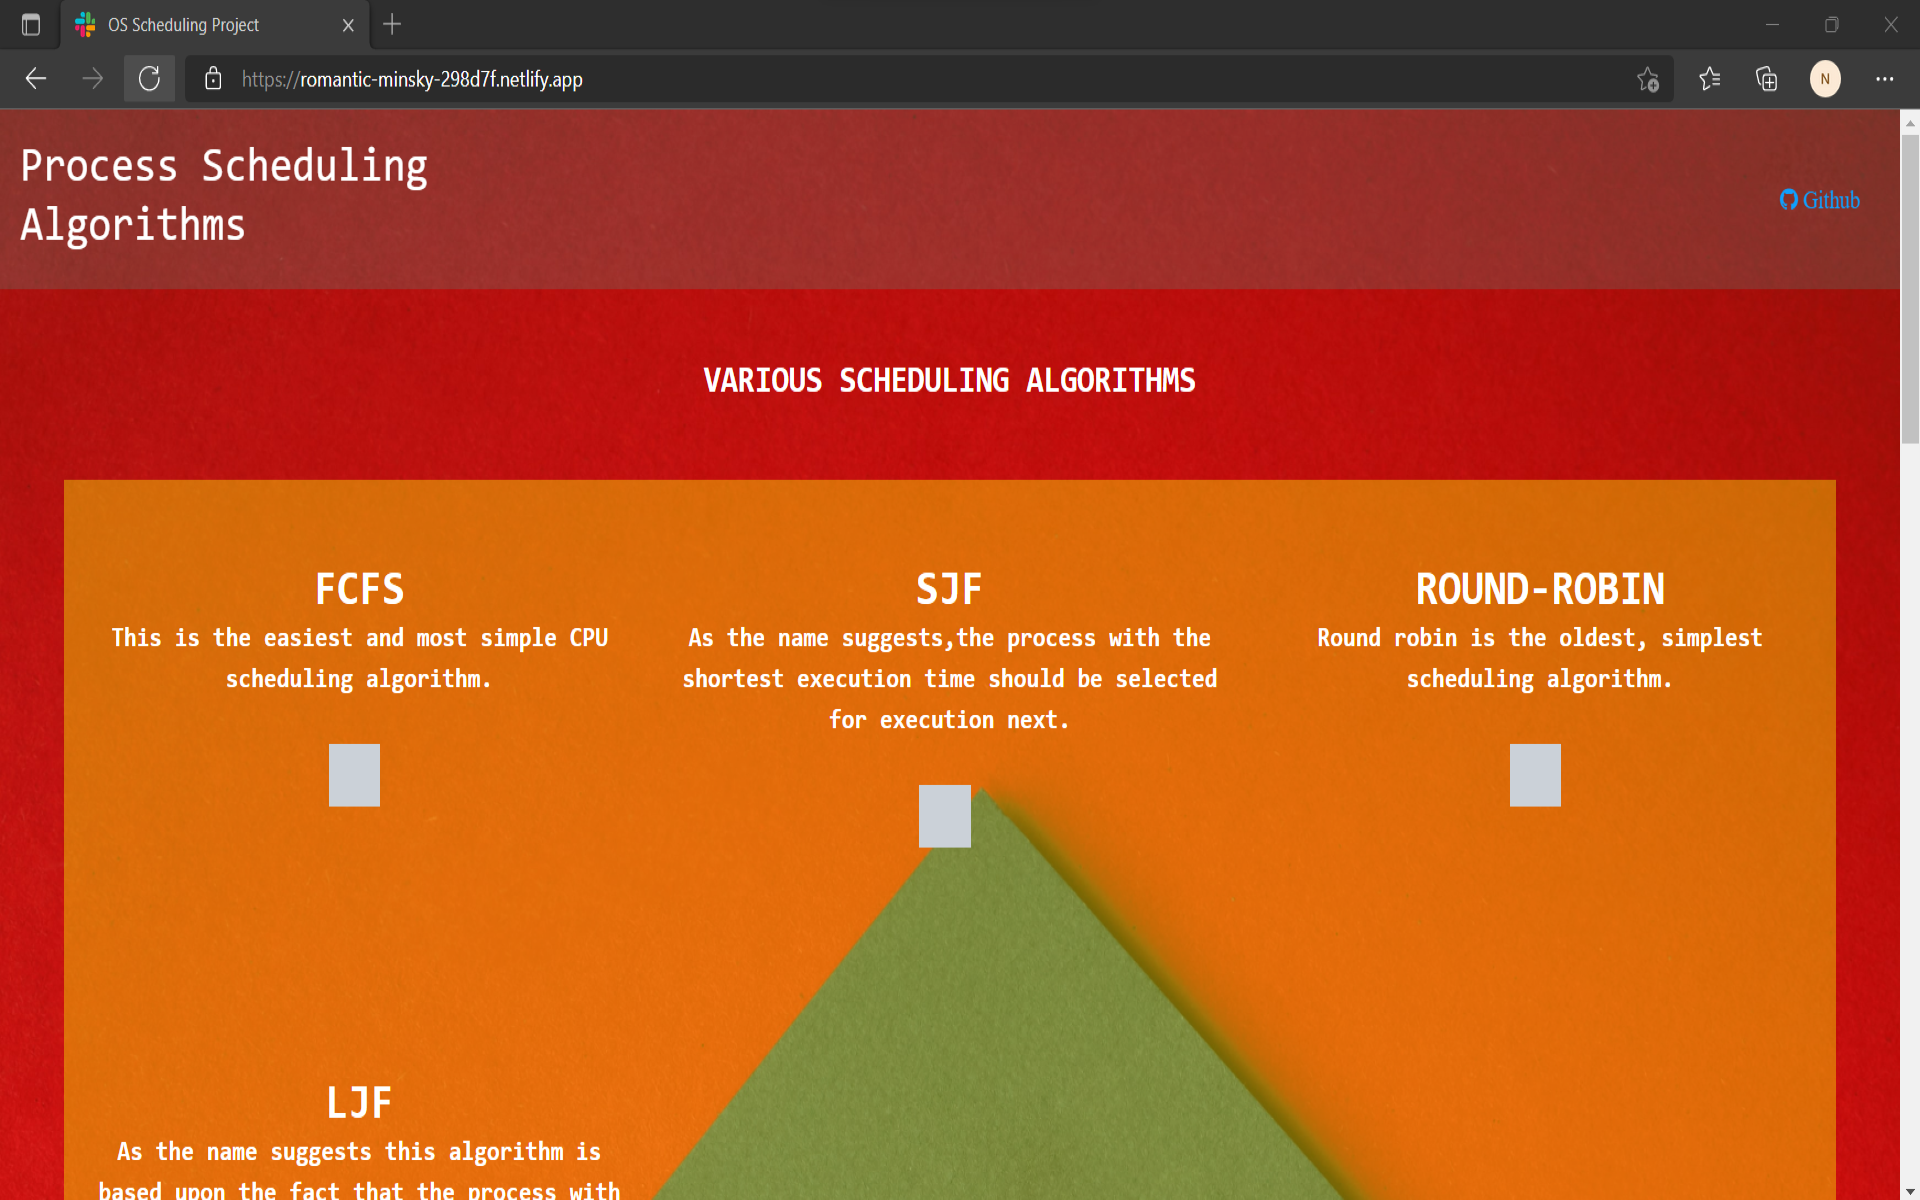 OS Scheduling Project
https://romantic-minsky-298d7f.netlify.app
N
Process Scheduling
Algorithms
Github
VARIOUS SCHEDULING ALGORITHMS
FCFS
This is the easiest and most simple CPU
scheduling algorithm.
SJF
As the name suggests,the process with the
shortest execution time should be selected
for execution next.
ROUND-ROBIN
Round robin is the oldest, simplest
scheduling algorithm.
LJF
As the name suggests this algorithm is
based upon the fact that the process with